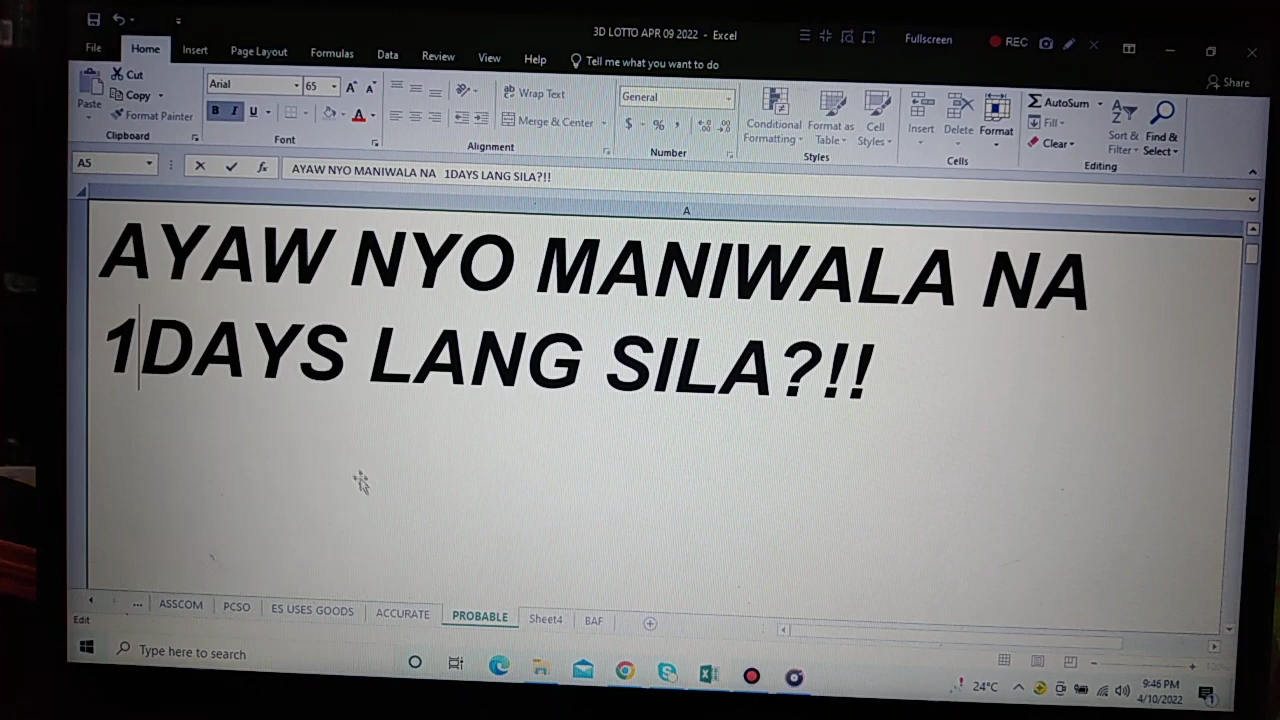 3D LOTTO APR 09 2022 - Excel
Fullscreen
REC
File Home Insert Page Layout Formulas Data Review View Help Tell me what you want to do
Share
Paste
Cut
Copy
Format Painter
Clipboard
Arial 65
B I U
Font
Wrap Text
Merge & Center
Alignment
General
$ % ,
Number
Conditional Formatting
Format as Table
Cell Styles
Styles
Insert Delete Format
Cells
AutoSum
Fill
Clear
Sort & Filter
Find & Select
Editing
A5 fx AYAW NYO MANIWALA NA 1DAYS LANG SILA?!!
A
AYAW NYO MANIWALA NA
1DAYS LANG SILA?!!
... ASSCOM PCSO ES USES GOODS ACCURATE PROBABLE Sheet4 BAF
Edit
Type here to search
24°C
9:46 PM
4/10/2022
1